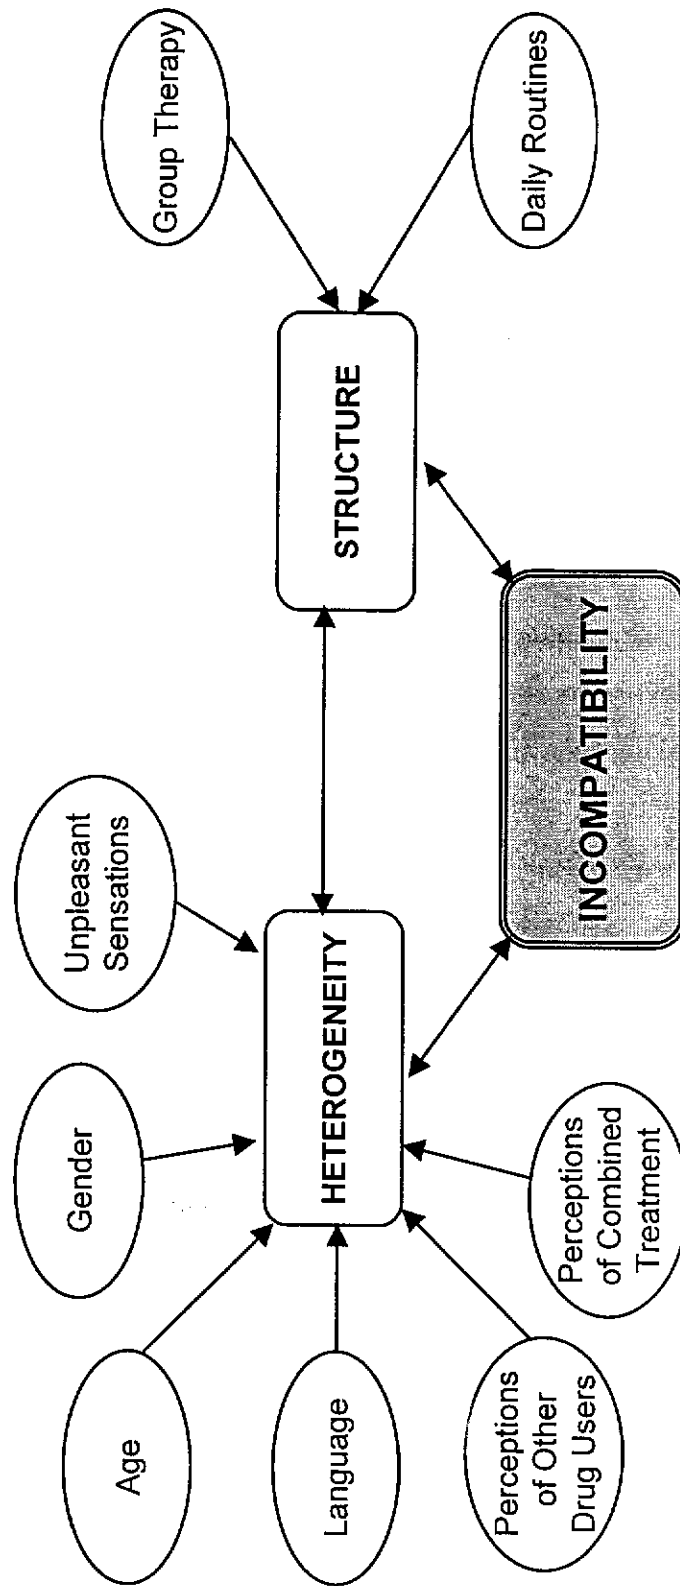 Age
Gender
Unpleasant
Sensations
Language
HETEROGENEITY
STRUCTURE
Group Therapy
Perceptions
of Other
Drug Users
Perceptions
of Combined
Treatment
INCOMPATIBILITY
Daily Routines